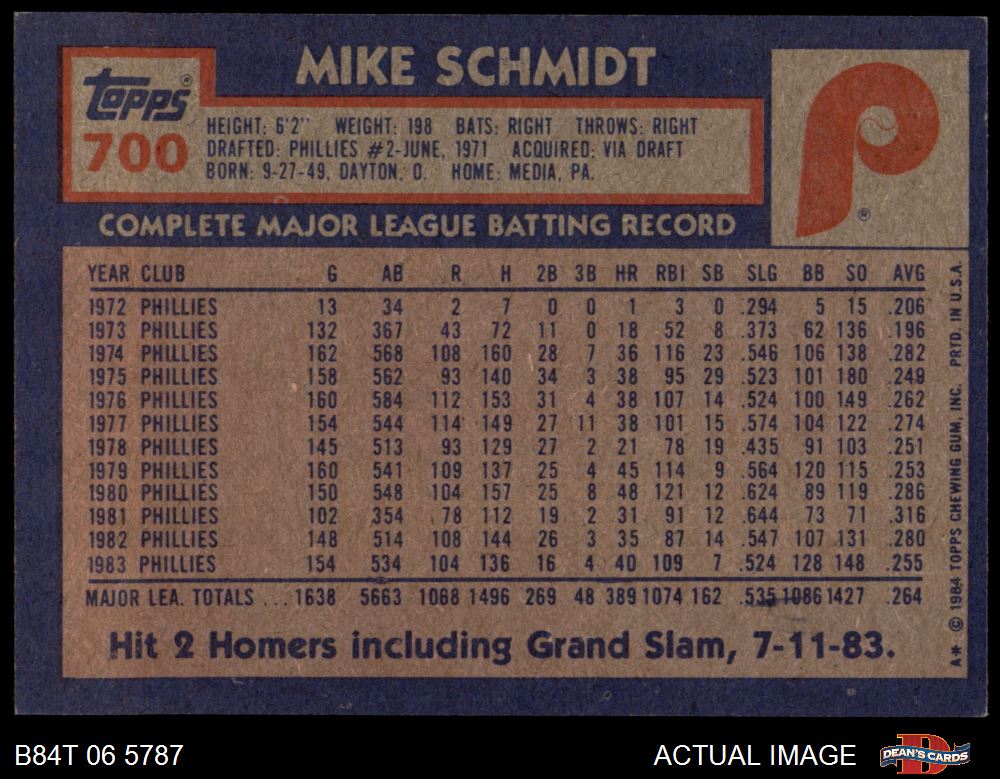 MIKE SCHMIDT
Topps®
700
HEIGHT: 6'2" WEIGHT: 198 BATS: RIGHT THROWS: RIGHT
DRAFTED: PHILLIES #2-JUNE, 1971 ACQUIRED: VIA DRAFT
BORN: 9-27-49, DAYTON, O. HOME: MEDIA, PA.
P
®
COMPLETE MAJOR LEAGUE BATTING RECORD
YEAR CLUB G AB R H 2B 3B HR RBI SB SLG BB SO AVG
1972 PHILLIES 13 34 2 7 0 0 1 3 0 .294 5 15 .206
1973 PHILLIES 132 367 43 72 11 0 18 52 8 .373 62 136 .196
1974 PHILLIES 162 568 108 160 28 7 36 116 23 .546 106 138 .282
1975 PHILLIES 158 562 93 140 34 3 38 95 29 .523 101 180 .249
1976 PHILLIES 160 584 112 153 31 4 38 107 14 .524 100 149 .262
1977 PHILLIES 154 544 114 149 27 11 38 101 15 .574 104 122 .274
1978 PHILLIES 145 513 93 129 27 2 21 78 19 .435 91 103 .251
1979 PHILLIES 160 541 109 137 25 4 45 114 9 .564 120 115 .253
1980 PHILLIES 150 548 104 157 25 8 48 121 12 .624 89 119 .286
1981 PHILLIES 102 354 78 112 19 2 31 91 12 .644 73 71 .316
1982 PHILLIES 148 514 108 144 26 3 35 87 14 .547 107 131 .280
1983 PHILLIES 154 534 104 136 16 4 40 109 7 .524 128 148 .255
MAJOR LEA. TOTALS ... 1638 5663 1068 1496 269 48 389 1074 162 .535 1086 1427 .264
Hit 2 Homers including Grand Slam, 7-11-83.
A* © 1984 TOPPS CHEWING GUM, INC. PRTD. IN U.S.A.
B84T 06 5787
ACTUAL IMAGE
D
DEAN'S CARDS